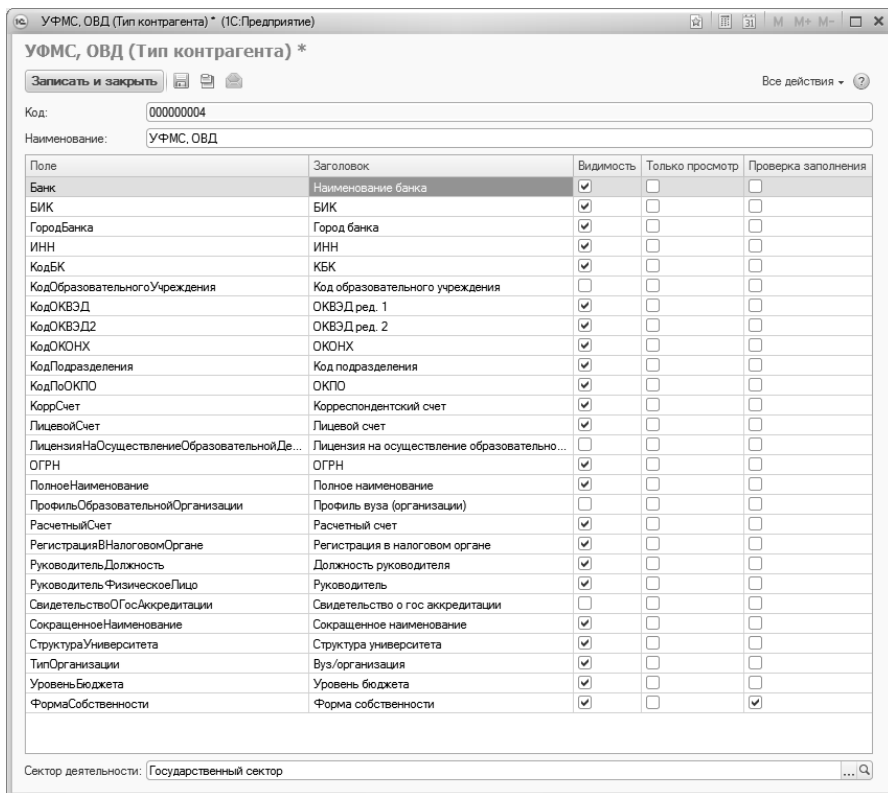 УФМС, ОВД (Тип контрагента) * (1С:Предприятие)
M M+ M-
УФМС, ОВД (Тип контрагента) *
Записать и закрыть
Все действия
Код: 000000004
Наименование: УФМС, ОВД
Поле Заголовок Видимость Только просмотр Проверка заполнения
Банк Наименование банка
БИК БИК
ГородБанка Город банка
ИНН ИНН
КодБК КБК
КодОбразовательногоУчреждения Код образовательного учреждения
КодОКВЭД ОКВЭД ред. 1
КодОКВЭД2 ОКВЭД ред. 2
КодОКОНХ ОКОНХ
КодПодразделения Код подразделения
КодПоОКПО ОКПО
КоррСчет Корреспондентский счет
ЛицевойСчет Лицевой счет
ЛицензияНаОсуществлениеОбразовательнойДе... Лицензия на осуществление образовательно...
ОГРН ОГРН
ПолноеНаименование Полное наименование
ПрофильОбразовательнойОрганизации Профиль вуза (организации)
РасчетныйСчет Расчетный счет
РегистрацияВНалоговомОргане Регистрация в налоговом органе
РуководительДолжность Должность руководителя
РуководительФизическоеЛицо Руководитель
СвидетельствоОГосАккредитации Свидетельство о гос аккредитации
СокращенноеНаименование Сокращенное наименование
СтруктураУниверситета Структура университета
ТипОрганизации Вуз/организация
УровеньБюджета Уровень бюджета
ФормаСобственности Форма собственности
Сектор деятельности: Государственный сектор ...